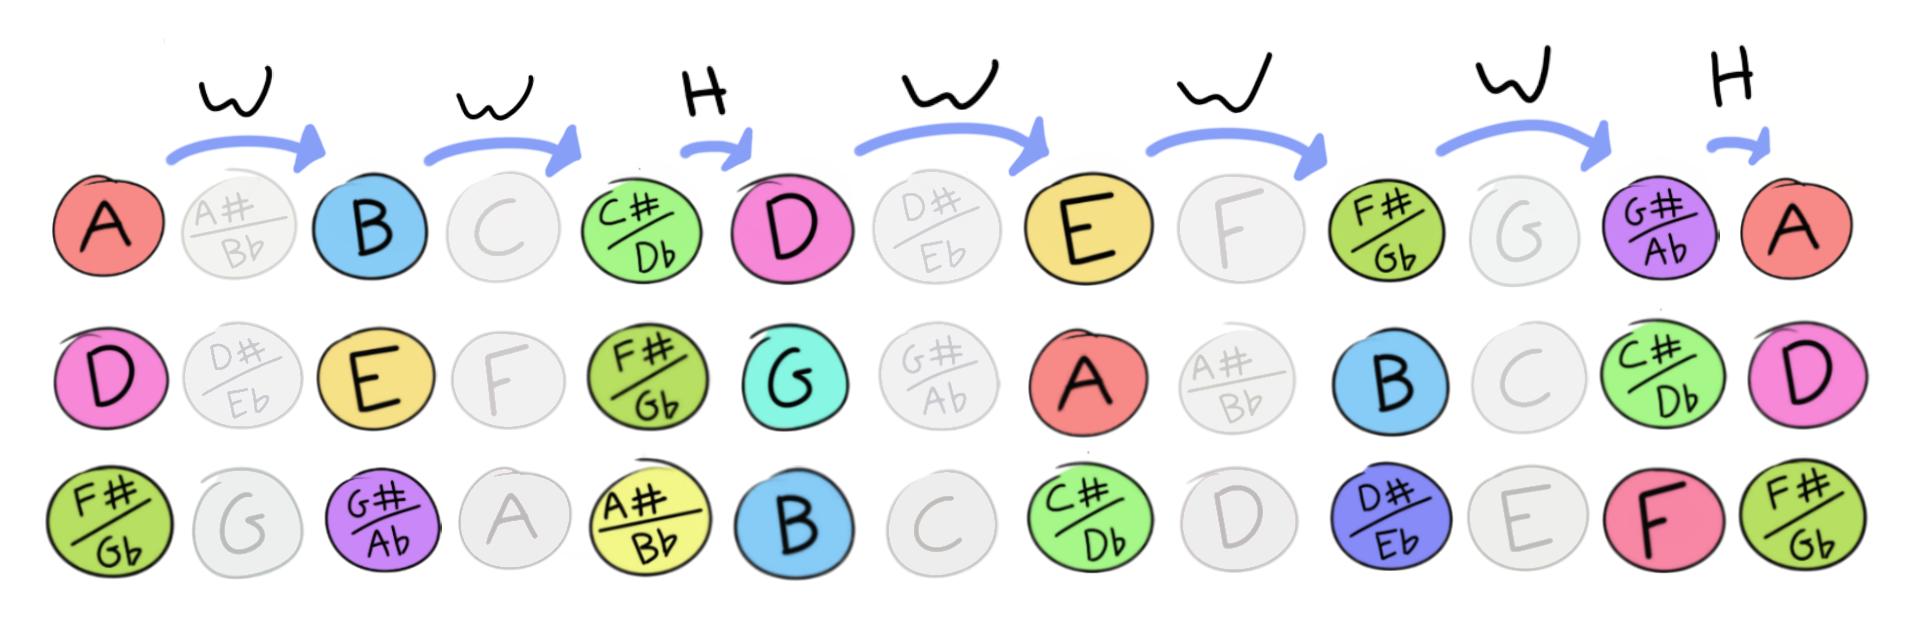 W W H W W W H
A A#/Bb B C C#/Db D D#/Eb E F F#/Gb G G#/Ab A
D D#/Eb E F F#/Gb G G#/Ab A A#/Bb B C C#/Db D
F#/Gb G G#/Ab A A#/Bb B C C#/Db D D#/Eb E F F#/Gb